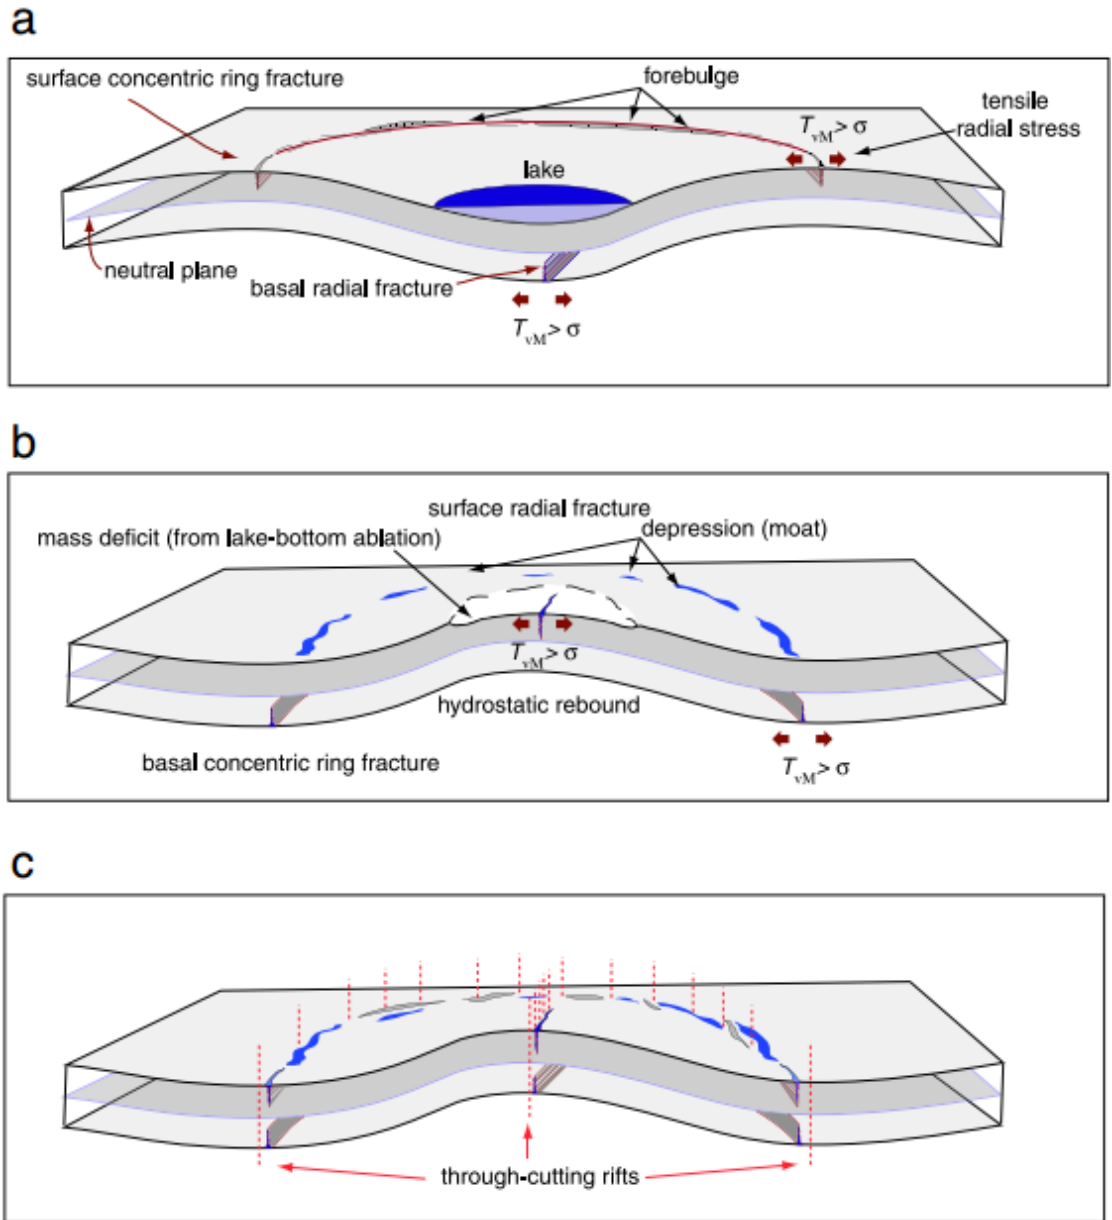 a
surface concentric ring fracture
forebulge
tensile
radial stress
TvM > σ
lake
neutral plane
basal radial fracture
TvM > σ
b
surface radial fracture
mass deficit (from lake-bottom ablation)
depression (moat)
TvM > σ
hydrostatic rebound
basal concentric ring fracture
TvM > σ
c
through-cutting rifts